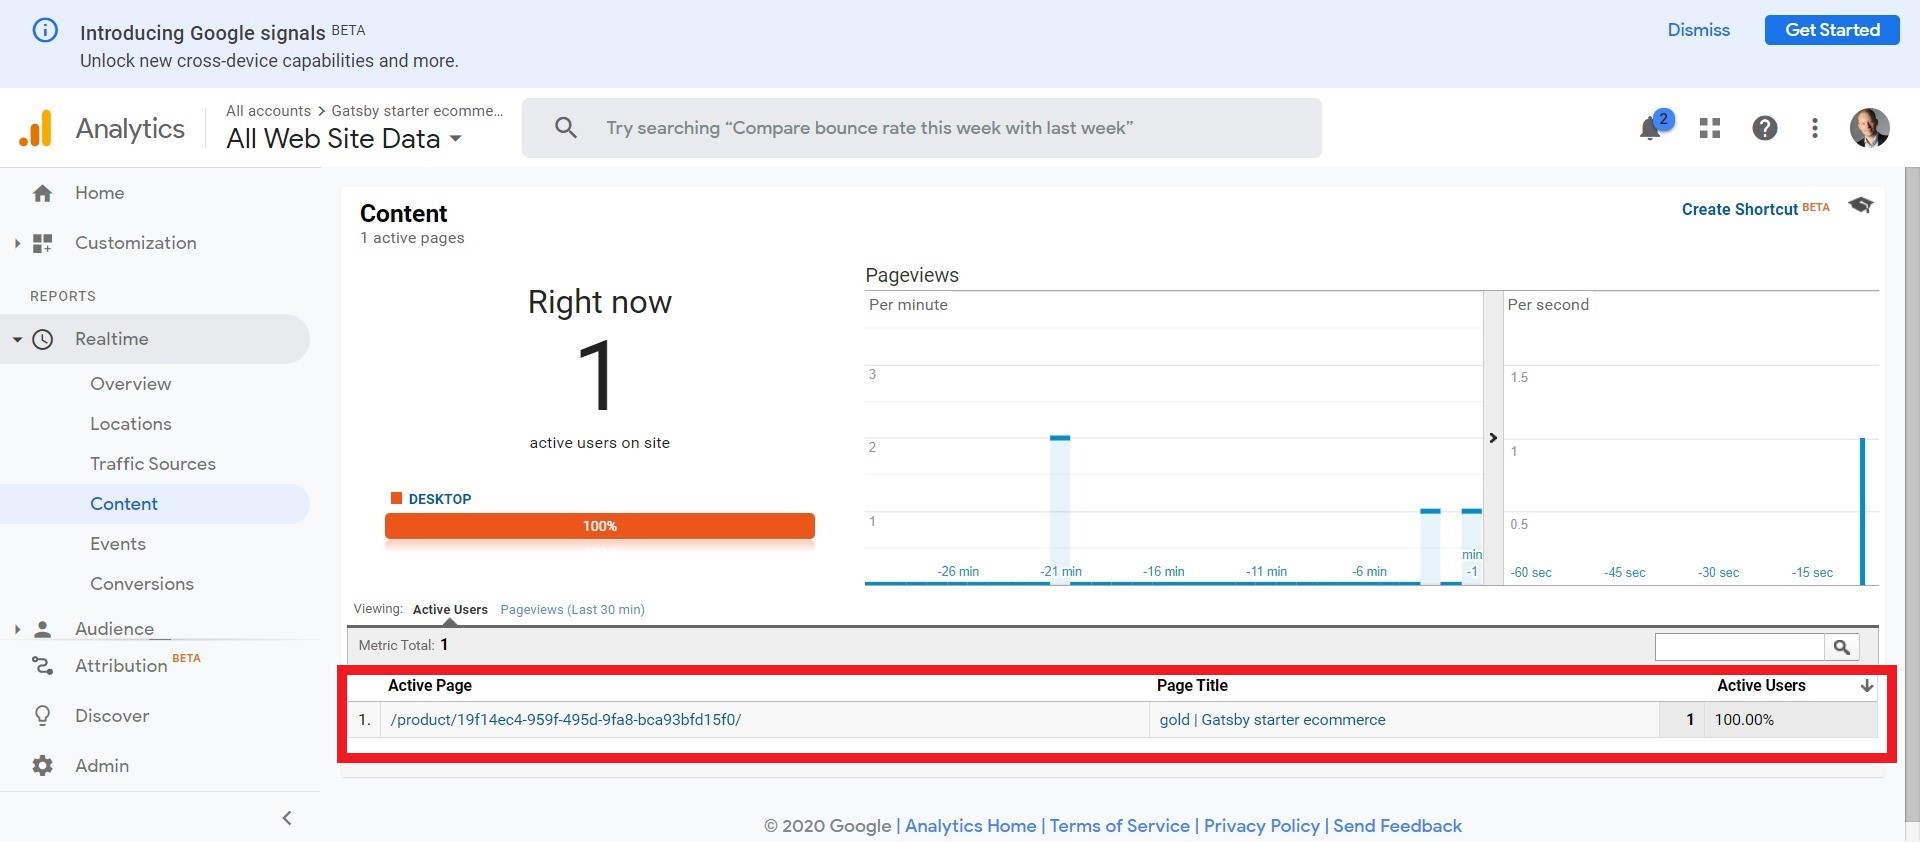 Introducing Google signals BETA
Unlock new cross-device capabilities and more.
Dismiss
Get Started
Analytics
All accounts > Gatsby starter ecomme...
All Web Site Data
Try searching “Compare bounce rate this week with last week”
2
Home
Customization
REPORTS
Realtime
Overview
Locations
Traffic Sources
Content
Events
Conversions
Audience
Attribution BETA
Discover
Admin
Content
1 active pages
Create Shortcut BETA
Right now
1
active users on site
DESKTOP
100%
Pageviews
Per minute
3
2
1
-26 min
-21 min
-16 min
-11 min
-6 min
min
-1
Per second
1.5
1
0.5
-60 sec
-45 sec
-30 sec
-15 sec
Viewing: Active Users Pageviews (Last 30 min)
Metric Total: 1
Active Page Page Title Active Users
1. /product/19f14ec4-959f-495d-9fa8-bca93bfd15f0/ gold | Gatsby starter ecommerce 1 100.00%
© 2020 Google | Analytics Home | Terms of Service | Privacy Policy | Send Feedback